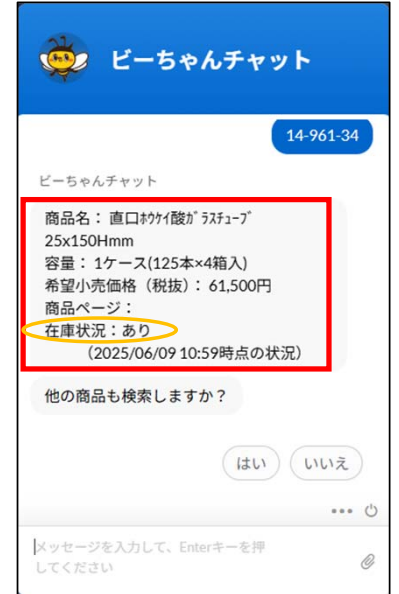 ビーちゃんチャット
14-961-34
ビーちゃんチャット
商品名： 直口ﾎｳｹｲ酸ｶﾞﾗｽﾁｭｰﾌﾞ
25x150Hmm
容量： 1ケース(125本×4箱入)
希望小売価格（税抜）： 61,500円
商品ページ：
在庫状況：あり
（2025/06/09 10:59時点の状況）
他の商品も検索しますか？
はい いいえ
メッセージを入力して、Enterキーを押
してください